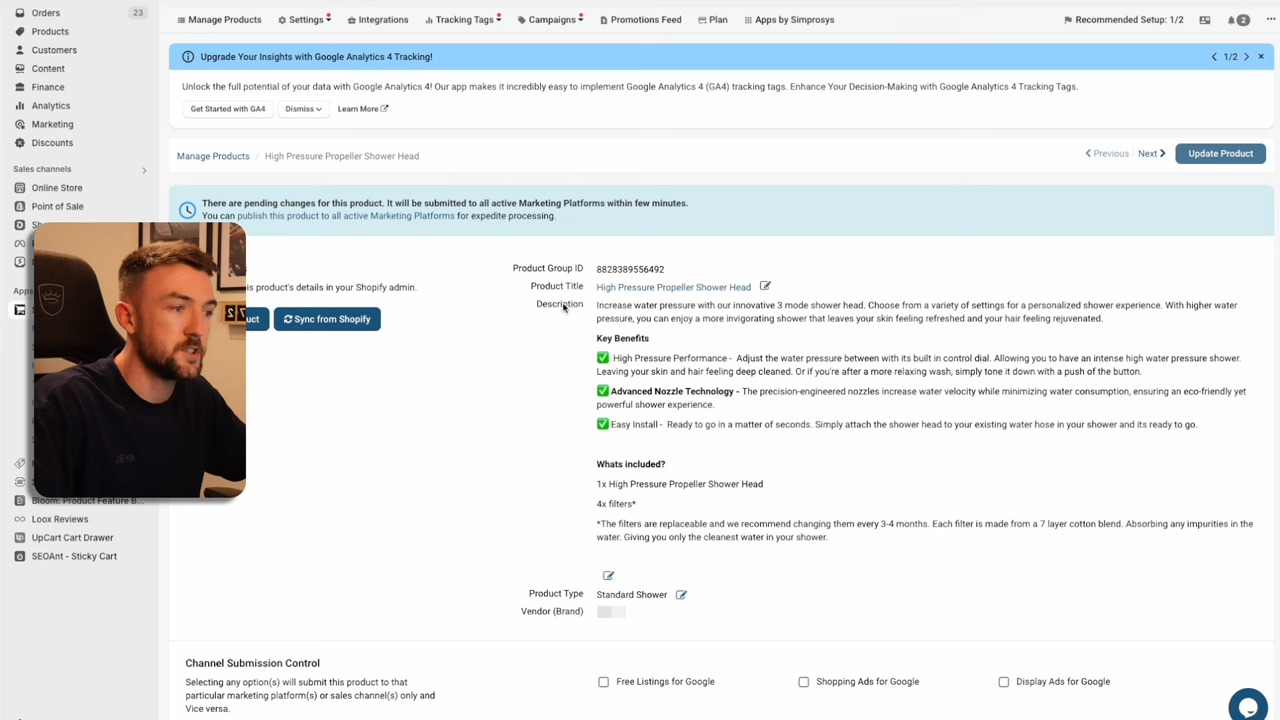 Orders 23
Products
Customers
Content
Finance
Analytics
Marketing
Discounts
Sales channels
Online Store
Point of Sale
Apps
Bloom: Product Feature B...
Loox Reviews
UpCart Cart Drawer
SEOAnt - Sticky Cart
Manage Products Settings Integrations Tracking Tags Campaigns Promotions Feed Plan Apps by Simprosys Recommended Setup: 1/2 2
Upgrade Your Insights with Google Analytics 4 Tracking! 1/2
Unlock the full potential of your data with Google Analytics 4! Our app makes it incredibly easy to implement Google Analytics 4 (GA4) tracking tags. Enhance Your Decision-Making with Google Analytics 4 Tracking Tags.
Get Started with GA4 Dismiss Learn More
Manage Products / High Pressure Propeller Shower Head Previous Next Update Product
There are pending changes for this product. It will be submitted to all active Marketing Platforms within few minutes.
You can publish this product to all active Marketing Platforms for expedite processing.
is product's details in your Shopify admin.
uct Sync from Shopify
Product Group ID 8828389556492
Product Title High Pressure Propeller Shower Head
Description Increase water pressure with our innovative 3 mode shower head. Choose from a variety of settings for a personalized shower experience. With higher water
pressure, you can enjoy a more invigorating shower that leaves your skin feeling refreshed and your hair feeling rejuvenated.
Key Benefits
✅ High Pressure Performance - Adjust the water pressure between with its built in control dial. Allowing you to have an intense high water pressure shower.
Leaving your skin and hair feeling deep cleaned. Or if you're after a more relaxing wash, simply tone it down with a push of the button.
✅Advanced Nozzle Technology - The precision-engineered nozzles increase water velocity while minimizing water consumption, ensuring an eco-friendly yet
powerful shower experience.
✅Easy Install - Ready to go in a matter of seconds. Simply attach the shower head to your existing water hose in your shower and its ready to go.
Whats included?
1x High Pressure Propeller Shower Head
4x filters*
*The filters are replaceable and we recommend changing them every 3-4 months. Each filter is made from a 7 layer cotton blend. Absorbing any impurities in the
water. Giving you only the cleanest water in your shower.
Product Type Standard Shower
Vendor (Brand)
Channel Submission Control
Selecting any option(s) will submit this product to that
particular marketing platform(s) or sales channel(s) only and
Vice versa.
Free Listings for Google Shopping Ads for Google Display Ads for Google